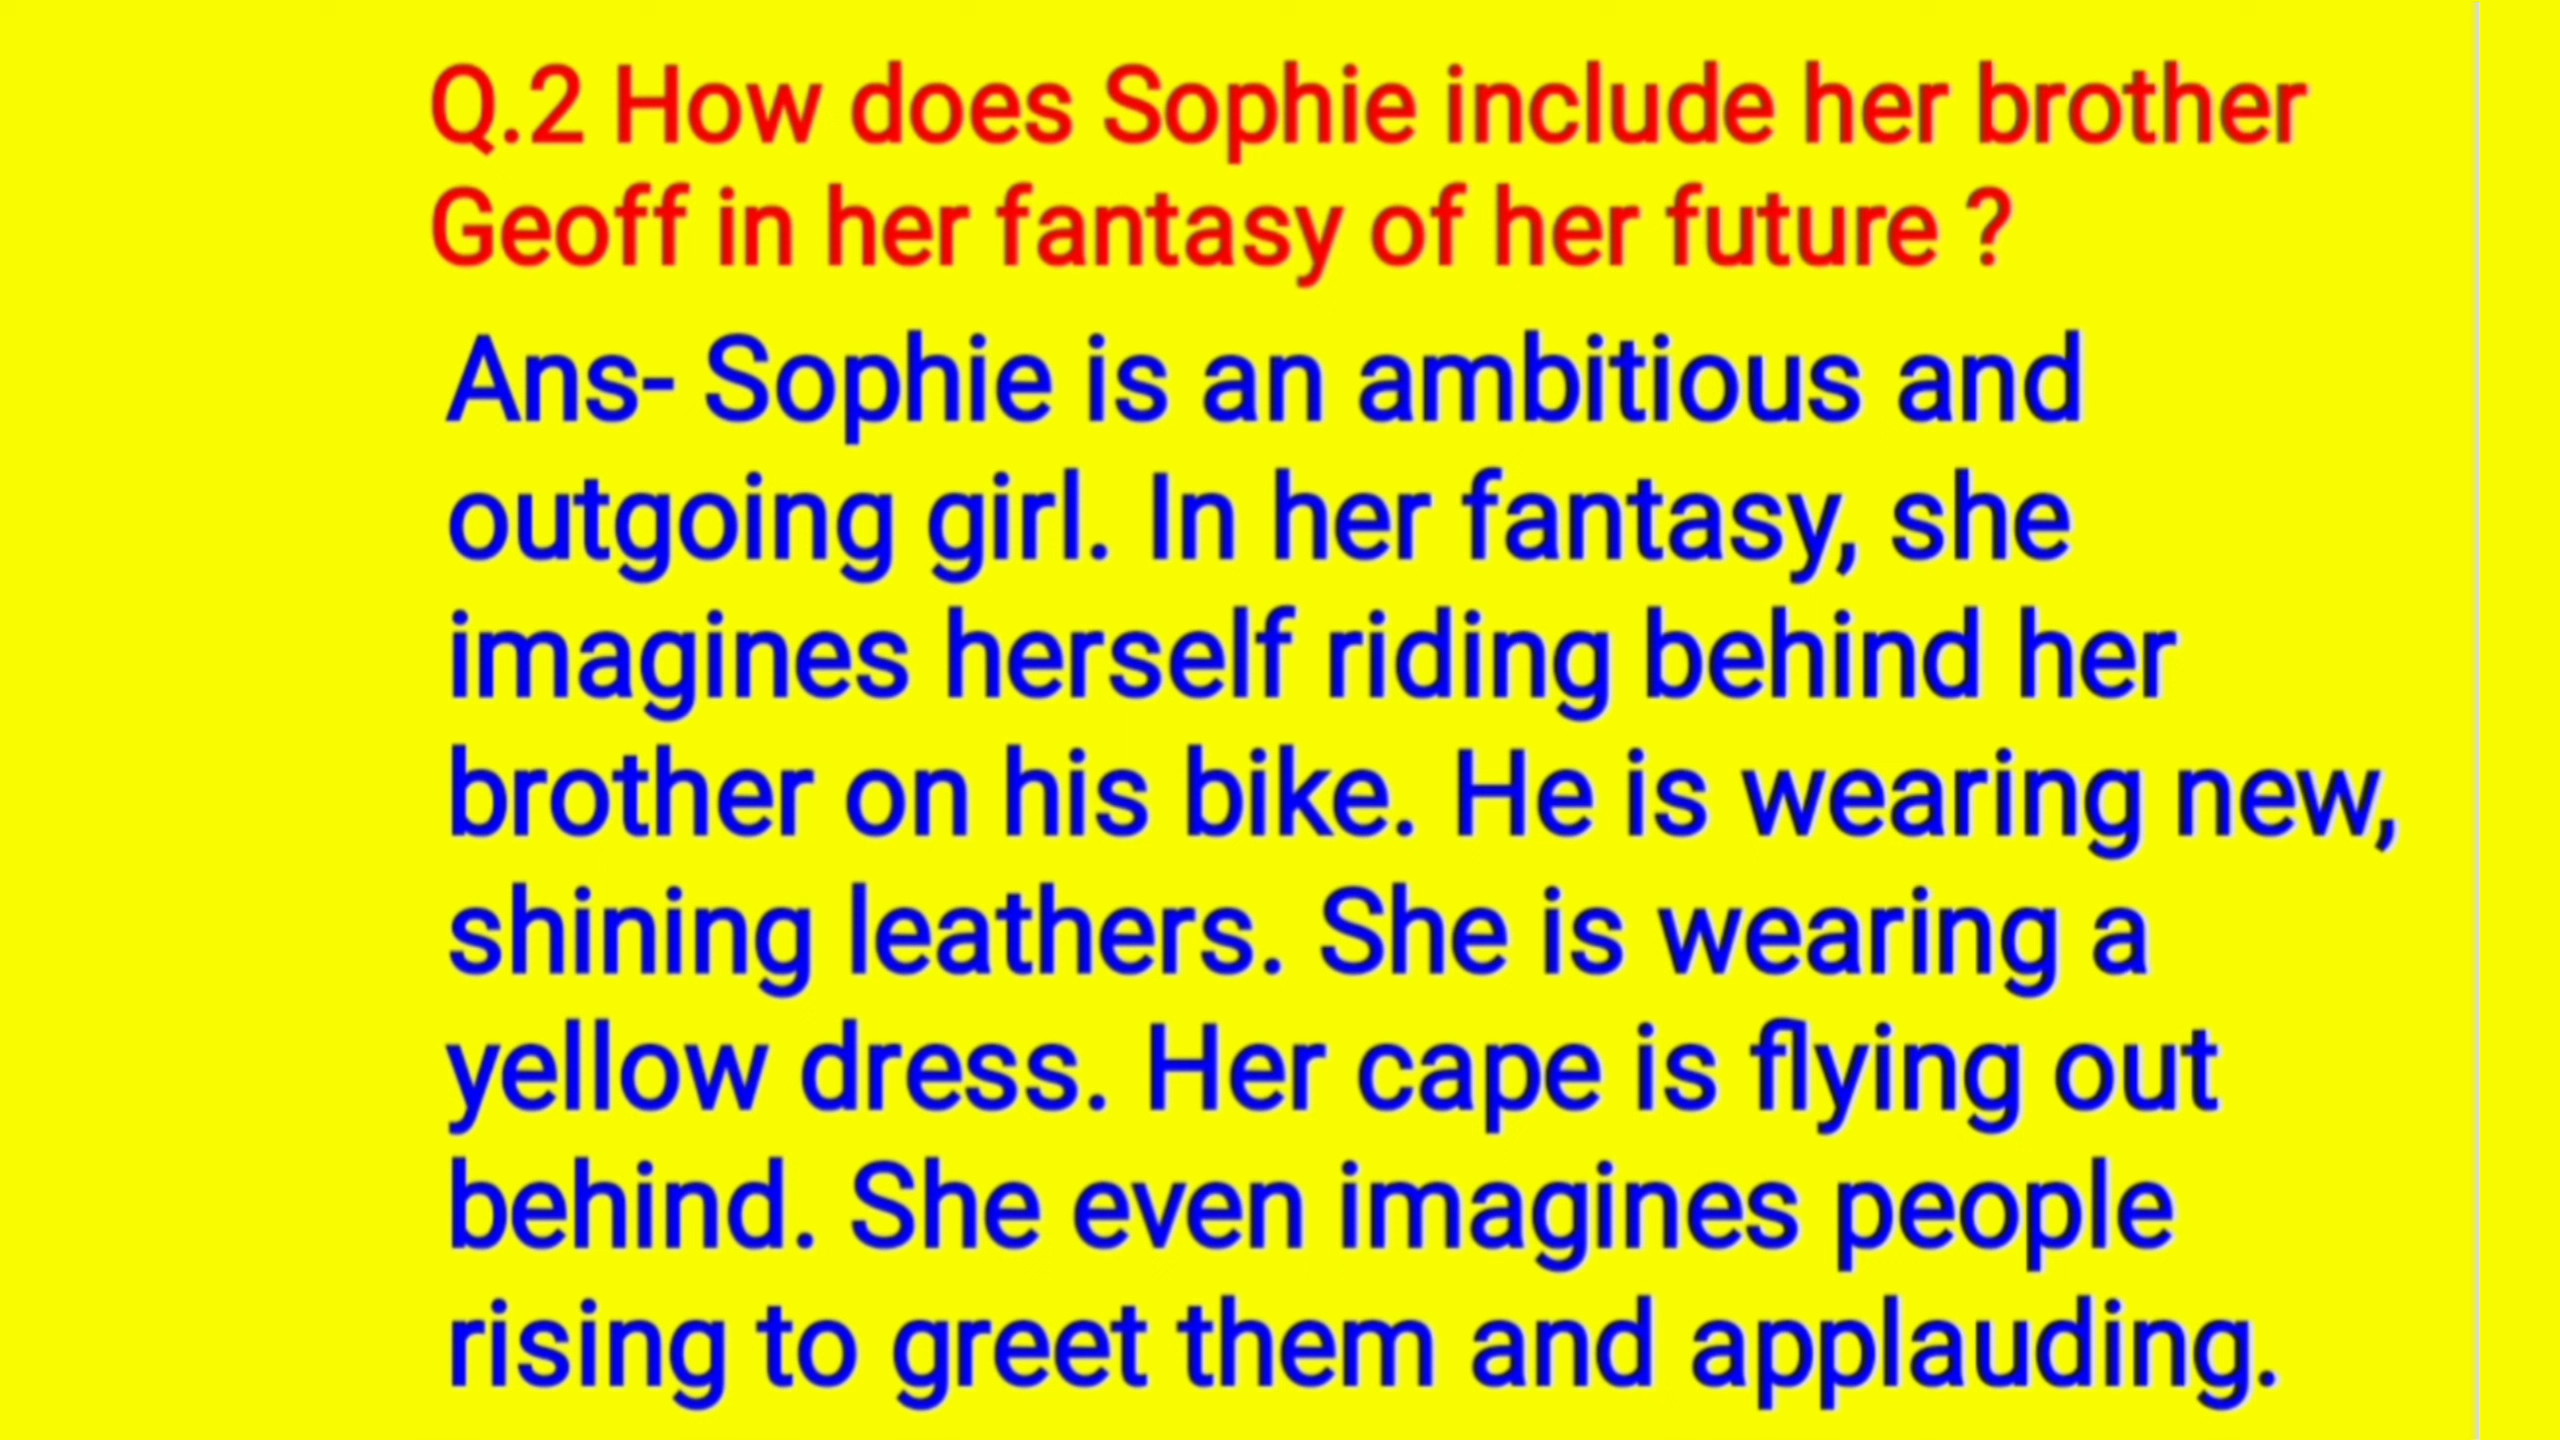 Q.2 How does Sophie include her brother
Geoff in her fantasy of her future ?
Ans- Sophie is an ambitious and
outgoing girl. In her fantasy, she
imagines herself riding behind her
brother on his bike. He is wearing new,
shining leathers. She is wearing a
yellow dress. Her cape is flying out
behind. She even imagines people
rising to greet them and applauding.